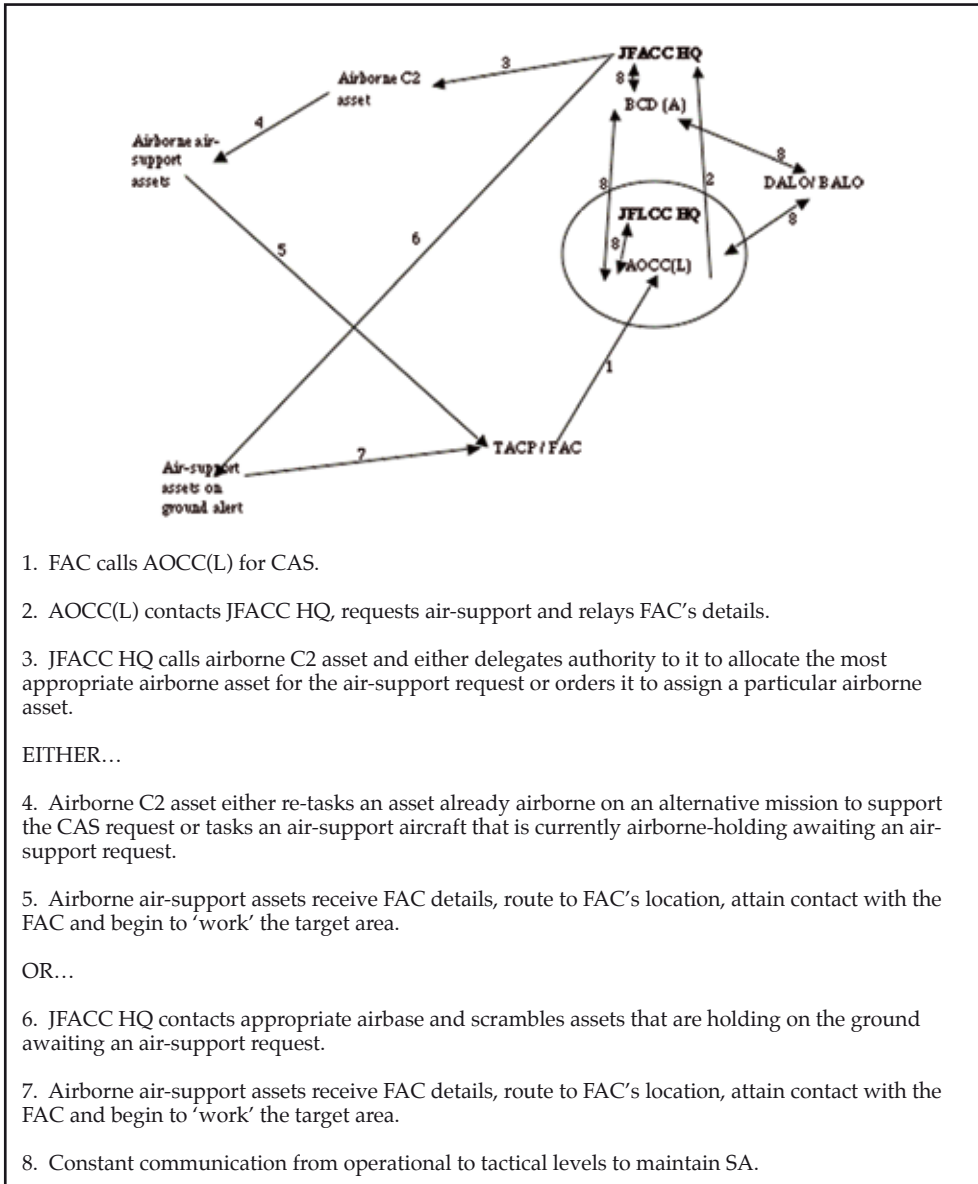 JFACC HQ
3
Airborne C2
asset
8
BCD (A)
4
Airborne air-
support
assets
8
DALO/ BALO
8
2
JFLCC HQ
6
8
8
AOCC(L)
5
1
TACP / FAC
7
Air-support
assets on
ground alert
1. FAC calls AOCC(L) for CAS.
2. AOCC(L) contacts JFACC HQ, requests air-support and relays FAC’s details.
3. JFACC HQ calls airborne C2 asset and either delegates authority to it to allocate the most
appropriate airborne asset for the air-support request or orders it to assign a particular airborne
asset.
EITHER…
4. Airborne C2 asset either re-tasks an asset already airborne on an alternative mission to support
the CAS request or tasks an air-support aircraft that is currently airborne-holding awaiting an air-
support request.
5. Airborne air-support assets receive FAC details, route to FAC’s location, attain contact with the
FAC and begin to ‘work’ the target area.
OR…
6. JFACC HQ contacts appropriate airbase and scrambles assets that are holding on the ground
awaiting an air-support request.
7. Airborne air-support assets receive FAC details, route to FAC’s location, attain contact with the
FAC and begin to ‘work’ the target area.
8. Constant communication from operational to tactical levels to maintain SA.